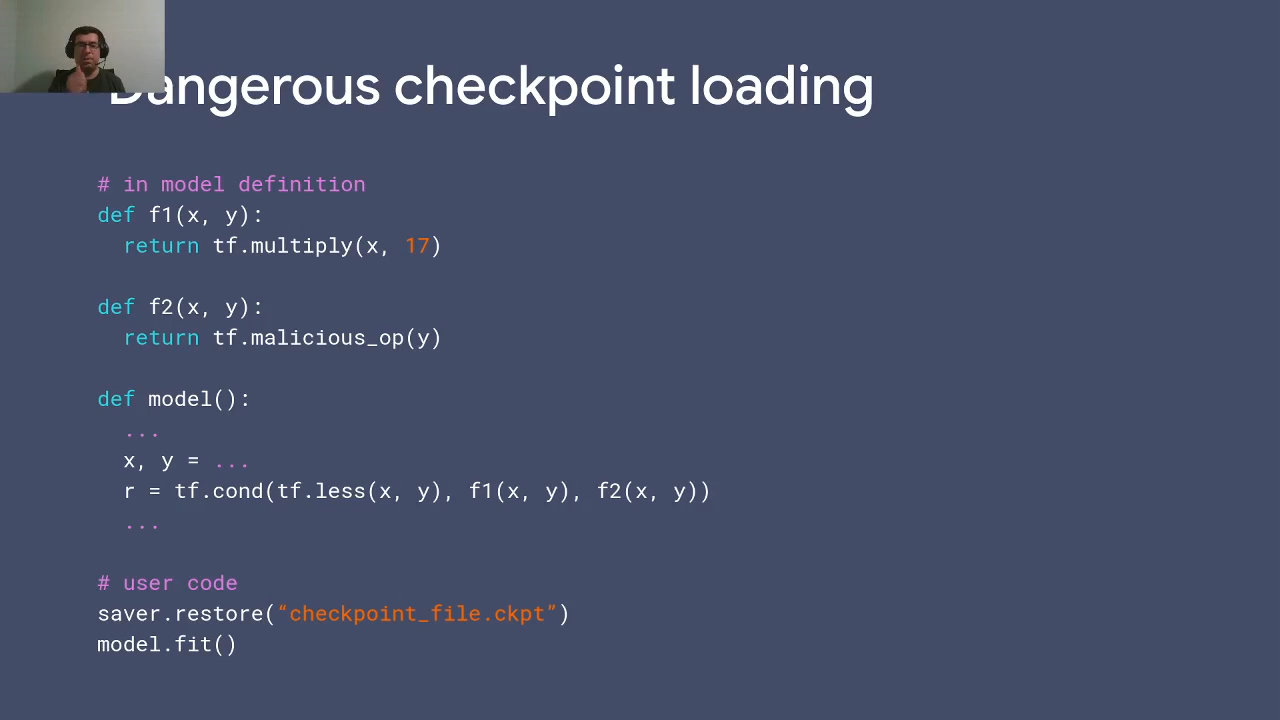 Dangerous checkpoint loading
# in model definition
def f1(x, y):
return tf.multiply(x, 17)
def f2(x, y):
return tf.malicious_op(y)
def model():
...
x, y = ...
r = tf.cond(tf.less(x, y), f1(x, y), f2(x, y))
...
# user code
saver.restore(“checkpoint_file.ckpt”)
model.fit()